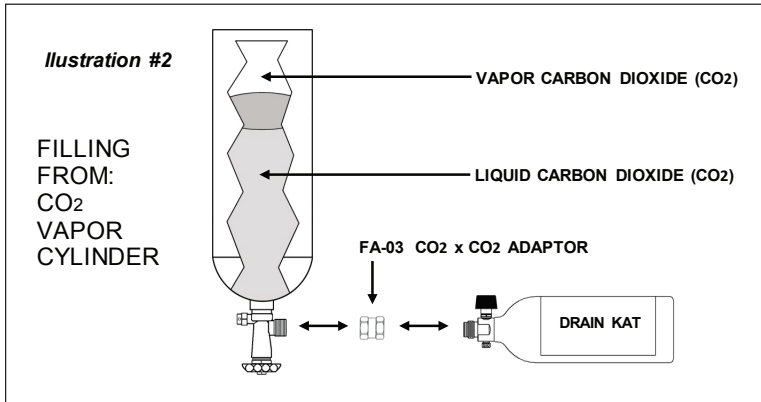 Ilustration #2
VAPOR CARBON DIOXIDE (CO2)
FILLING
FROM:
CO2
VAPOR
CYLINDER
LIQUID CARBON DIOXIDE (CO2)
FA-03 CO2 x CO2 ADAPTOR
DRAIN KAT